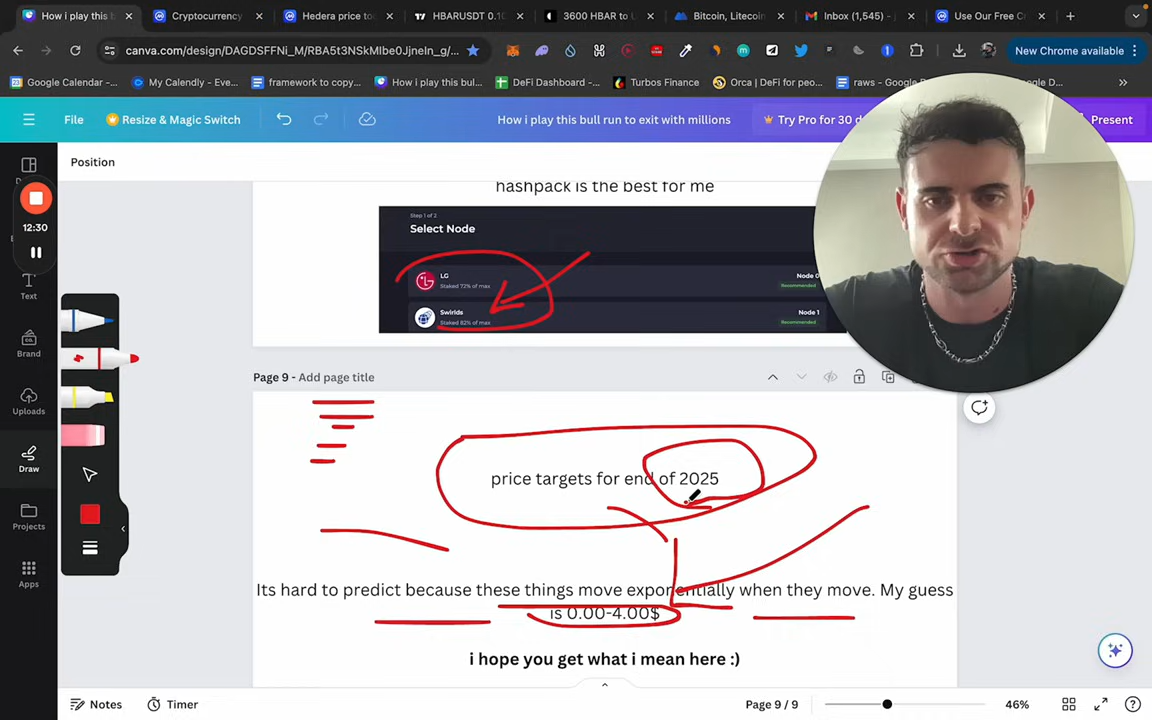 How i play this b
Cryptocurrency
Hedera price to
HBARUSDT 0.1
3600 HBAR to U
Bitcoin, Litecoin
Inbox (1,545) -
Use Our Free C
canva.com/design/DAGDSFFNi_M/RBA5t3NSkMIbe0Jjneln_g/...
New Chrome available
Google Calendar -...
My Calendly - Eve...
framework to copy...
How i play this bul...
DeFi Dashboard -...
Turbos Finance
Orca | DeFi for peo...
raws - Google
File
Resize & Magic Switch
How i play this bull run to exit with millions
Try Pro for 30 d
Present
Position
12:30
Text
Brand
Uploads
Draw
Projects
Apps
hashpack is the best for me
Step 1 of 2
Select Node
LG
Staked 72% of max
Node 0
Recommended
Swirlds
Staked 82% of max
Node 1
Recommended
Page 9 - Add page title
price targets for end of 2025
Its hard to predict because these things move exponentially when they move. My guess
is 0.00-4.00$
i hope you get what i mean here :)
Notes
Timer
Page 9 / 9
46%